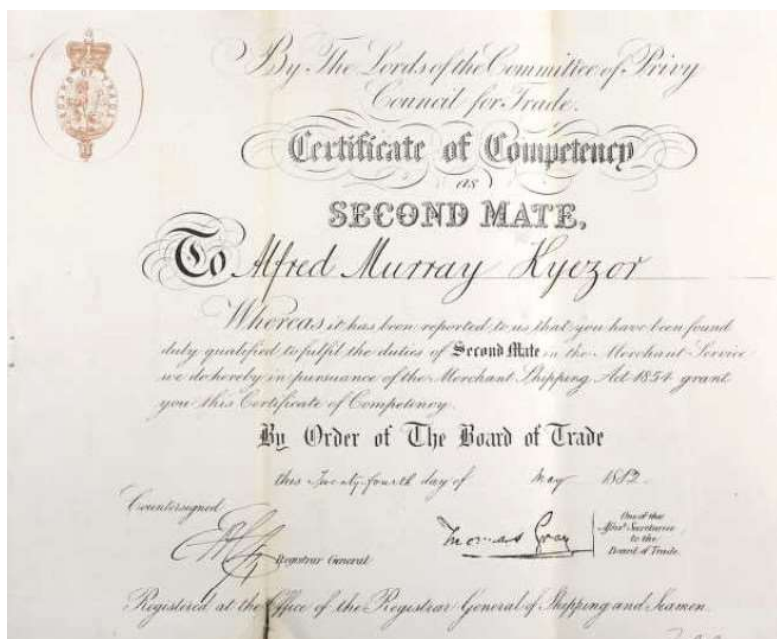 By The Lords of the Committee of Privy
Council for Trade.
Certificate of Competency
as
SECOND MATE,
To Alfred Murray Kyezor
Whereas it has been reported to us that you have been found
duly qualified to fulfil the duties of Second Mate in the Merchant Service
we do hereby in pursuance of the Merchant Shipping Act 1854 grant
you this Certificate of Competency.
By Order of The Board of Trade
this Twenty fourth day of May 1882.
Countersigned
Registrar General
Thomas Gray
One of the
Assist. Secretaries
to the
Board of Trade.
Registered at the Office of the Registrar General of Shipping and Seamen.